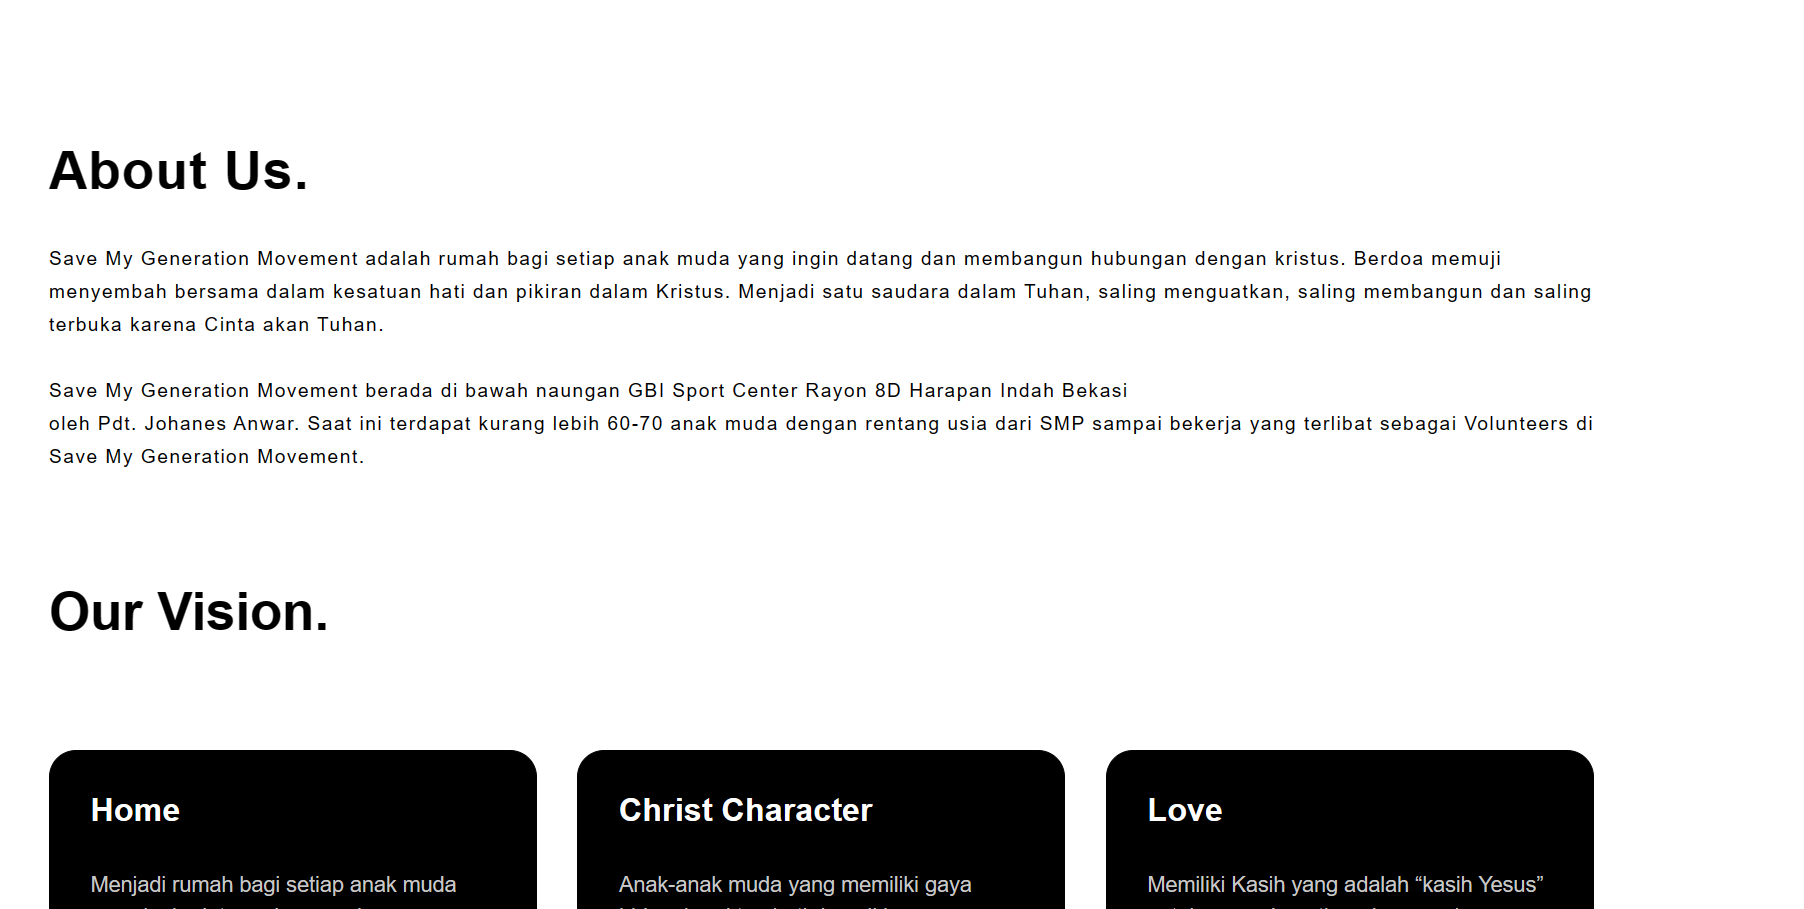 About Us.
Save My Generation Movement adalah rumah bagi setiap anak muda yang ingin datang dan membangun hubungan dengan kristus. Berdoa memuji
menyembah bersama dalam kesatuan hati dan pikiran dalam Kristus. Menjadi satu saudara dalam Tuhan, saling menguatkan, saling membangun dan saling
terbuka karena Cinta akan Tuhan.
Save My Generation Movement berada di bawah naungan GBI Sport Center Rayon 8D Harapan Indah Bekasi
oleh Pdt. Johanes Anwar. Saat ini terdapat kurang lebih 60-70 anak muda dengan rentang usia dari SMP sampai bekerja yang terlibat sebagai Volunteers di
Save My Generation Movement.
Our Vision.
Home
Menjadi rumah bagi setiap anak muda
Christ Character
Anak-anak muda yang memiliki gaya
Love
Memiliki Kasih yang adalah “kasih Yesus”